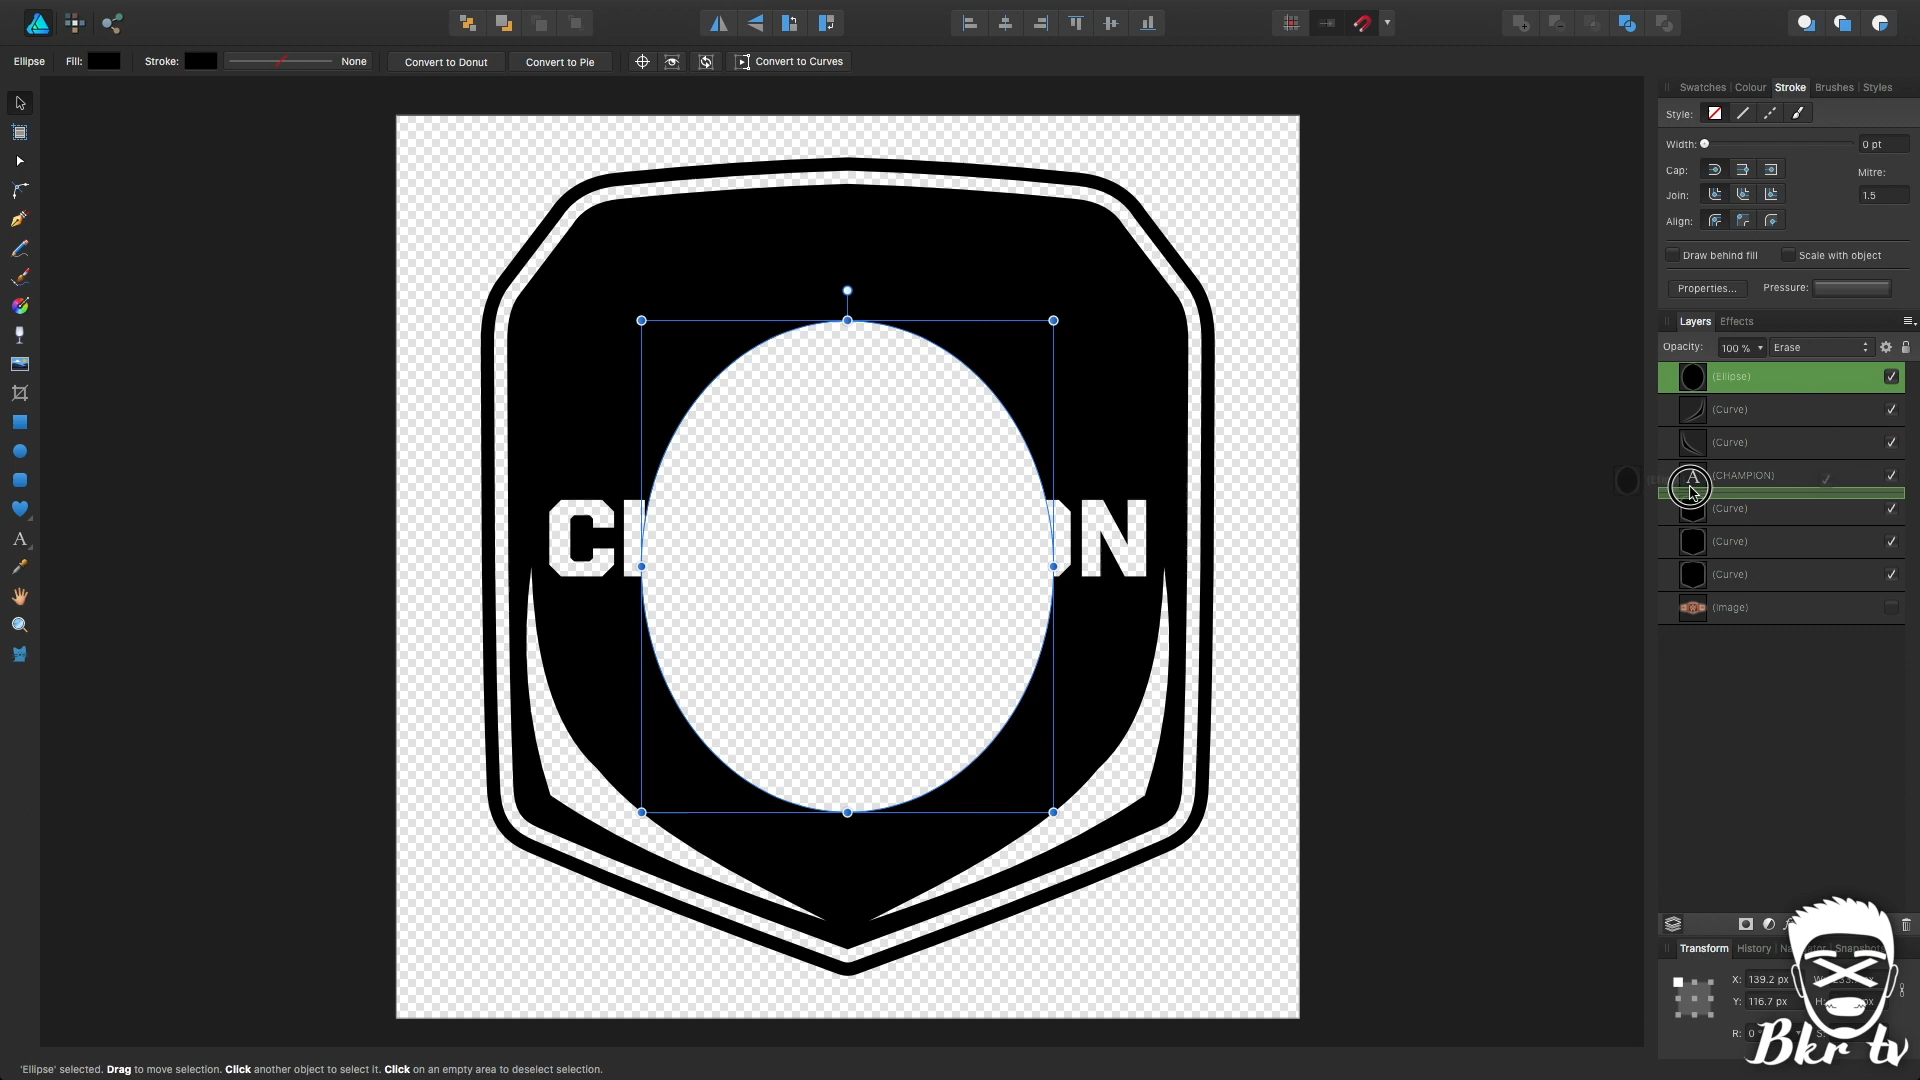 Ellipse Fill: Stroke: None Convert to Donut Convert to Pie Convert to Curves
Swatches Colour Stroke Brushes Styles
Style:
Width: 0 pt
Cap: Mitre:
Join: 1.5
Align:
Draw behind fill Scale with object
Properties... Pressure:
Layers Effects
Opacity: 100 % Erase
(Ellipse)
(Curve)
(Curve)
A (CHAMPION)
(Curve)
(Curve)
(Curve)
(Image)
C ON
A
Transform History Snapshots
X: 139.2 px W:
Y: 116.7 px H: px
R: 0 S:
Bkr tv
'Ellipse' selected. Drag to move selection. Click another object to select it. Click on an empty area to deselect selection.